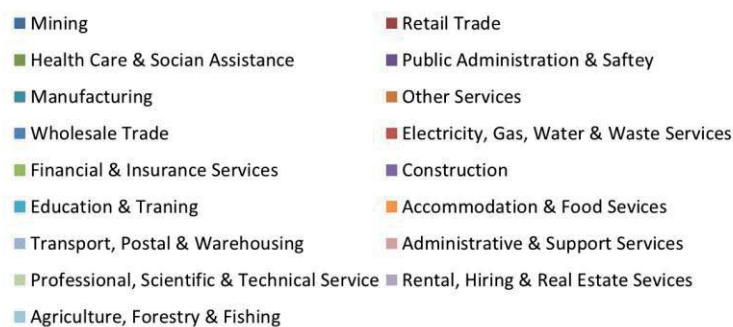 Mining Retail Trade
Health Care & Socian Assistance Public Administration & Saftey
Manufacturing Other Services
Wholesale Trade Electricity, Gas, Water & Waste Services
Financial & Insurance Services Construction
Education & Traning Accommodation & Food Sevices
Transport, Postal & Warehousing Administrative & Support Services
Professional, Scientific & Technical Service Rental, Hiring & Real Estate Sevices
Agriculture, Forestry & Fishing